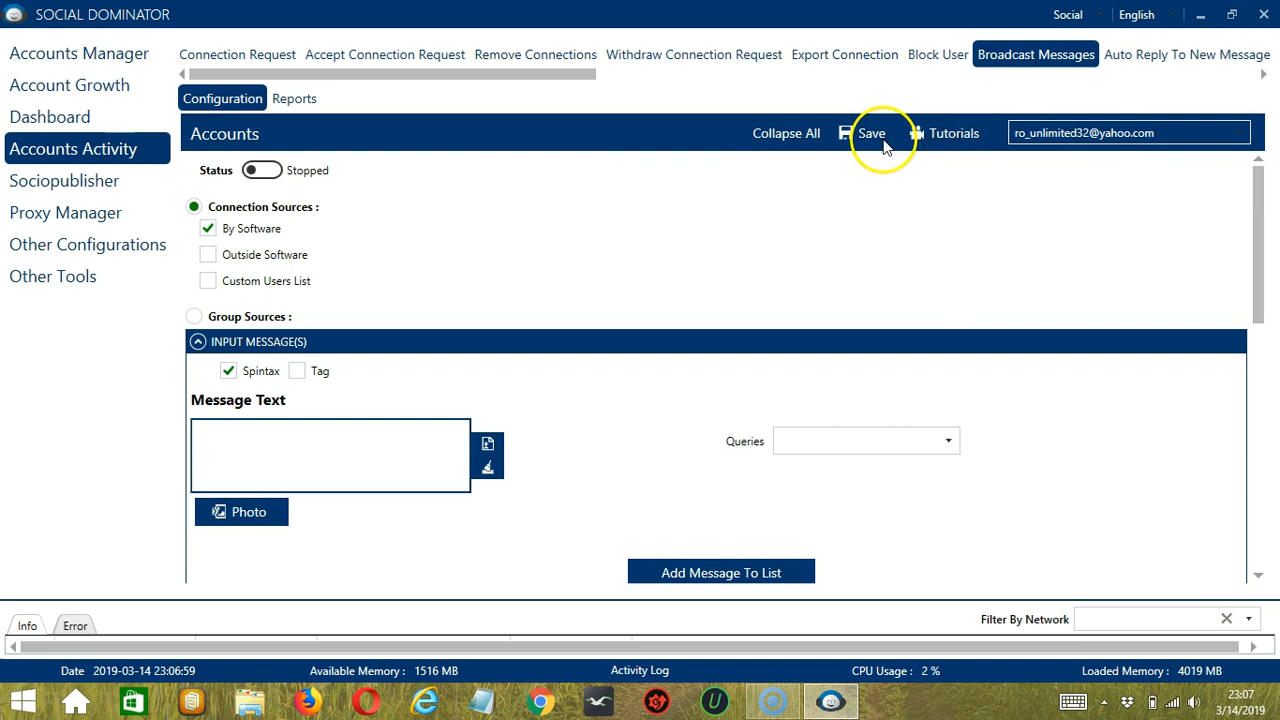 SOCIAL DOMINATOR
Social
English
Accounts Manager
Account Growth
Dashboard
Accounts Activity
Sociopublisher
Proxy Manager
Other Configurations
Other Tools
Connection Request Accept Connection Request Remove Connections Withdraw Connection Request Export Connection Block User Broadcast Messages Auto Reply To New Message
Configuration Reports
Accounts Collapse All Save Tutorials ro_unlimited32@yahoo.com
Status Stopped
Connection Sources :
By Software
Outside Software
Custom Users List
Group Sources :
INPUT MESSAGE(S)
Spintax Tag
Message Text
Queries
Photo
Add Message To List
Info Error Filter By Network
Date 2019-03-14 23:06:59 Available Memory : 1516 MB Activity Log CPU Usage : 2 % Loaded Memory : 4019 MB
23:07
3/14/2019